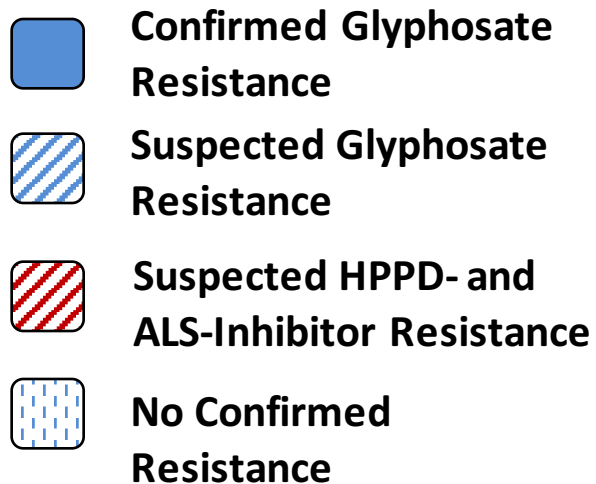 Confirmed Glyphosate
Resistance
Suspected Glyphosate
Resistance
Suspected HPPD- and
ALS-Inhibitor Resistance
No Confirmed
Resistance